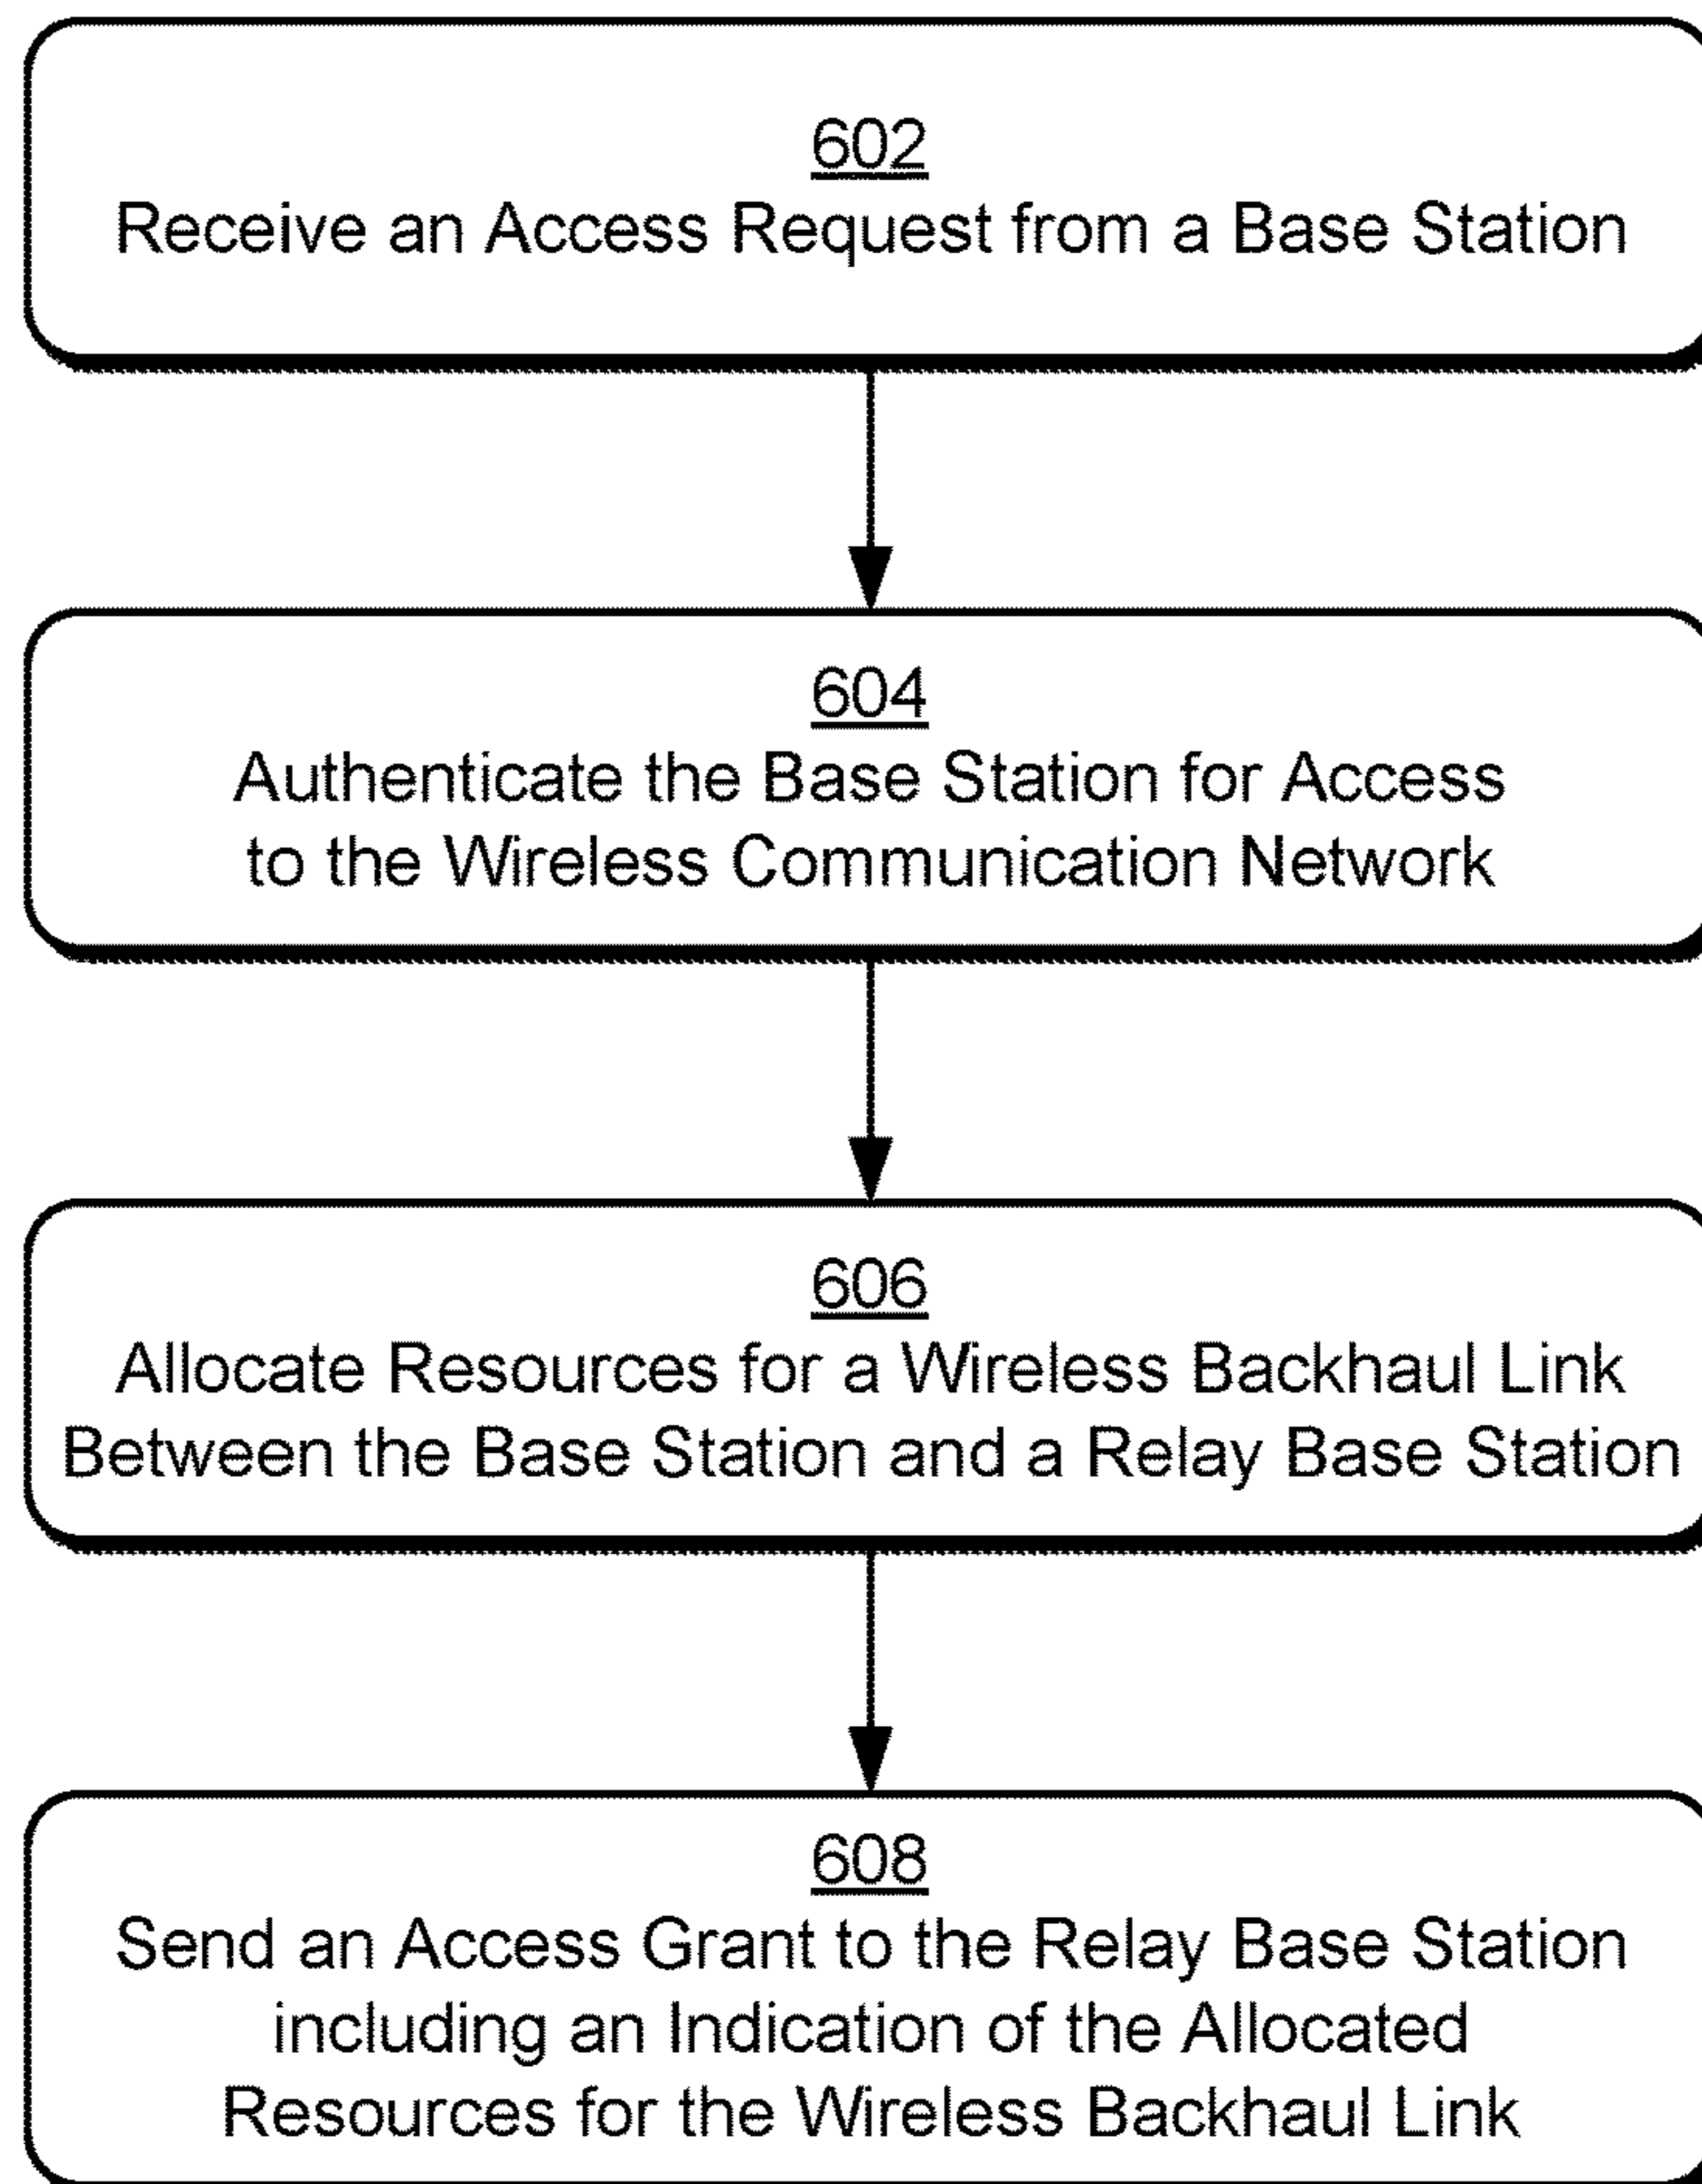 602
Receive an Access Request from a Base Station
604
Authenticate the Base Station for Access
to the Wireless Communication Network
606
Allocate Resources for a Wireless Backhaul Link
Between the Base Station and a Relay Base Station
608
Send an Access Grant to the Relay Base Station
including an Indication of the Allocated
Resources for the Wireless Backhaul Link